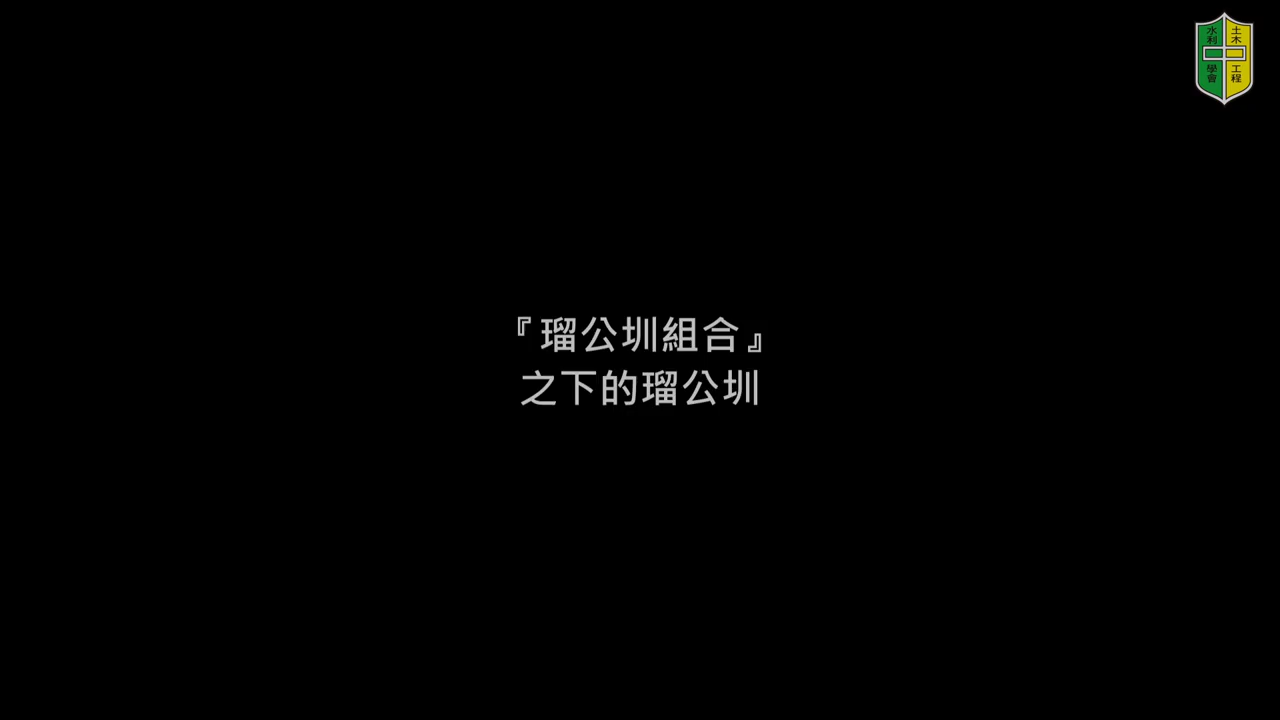 『瑠公圳組合』
之下的瑠公圳
土木
水利
工程
學會